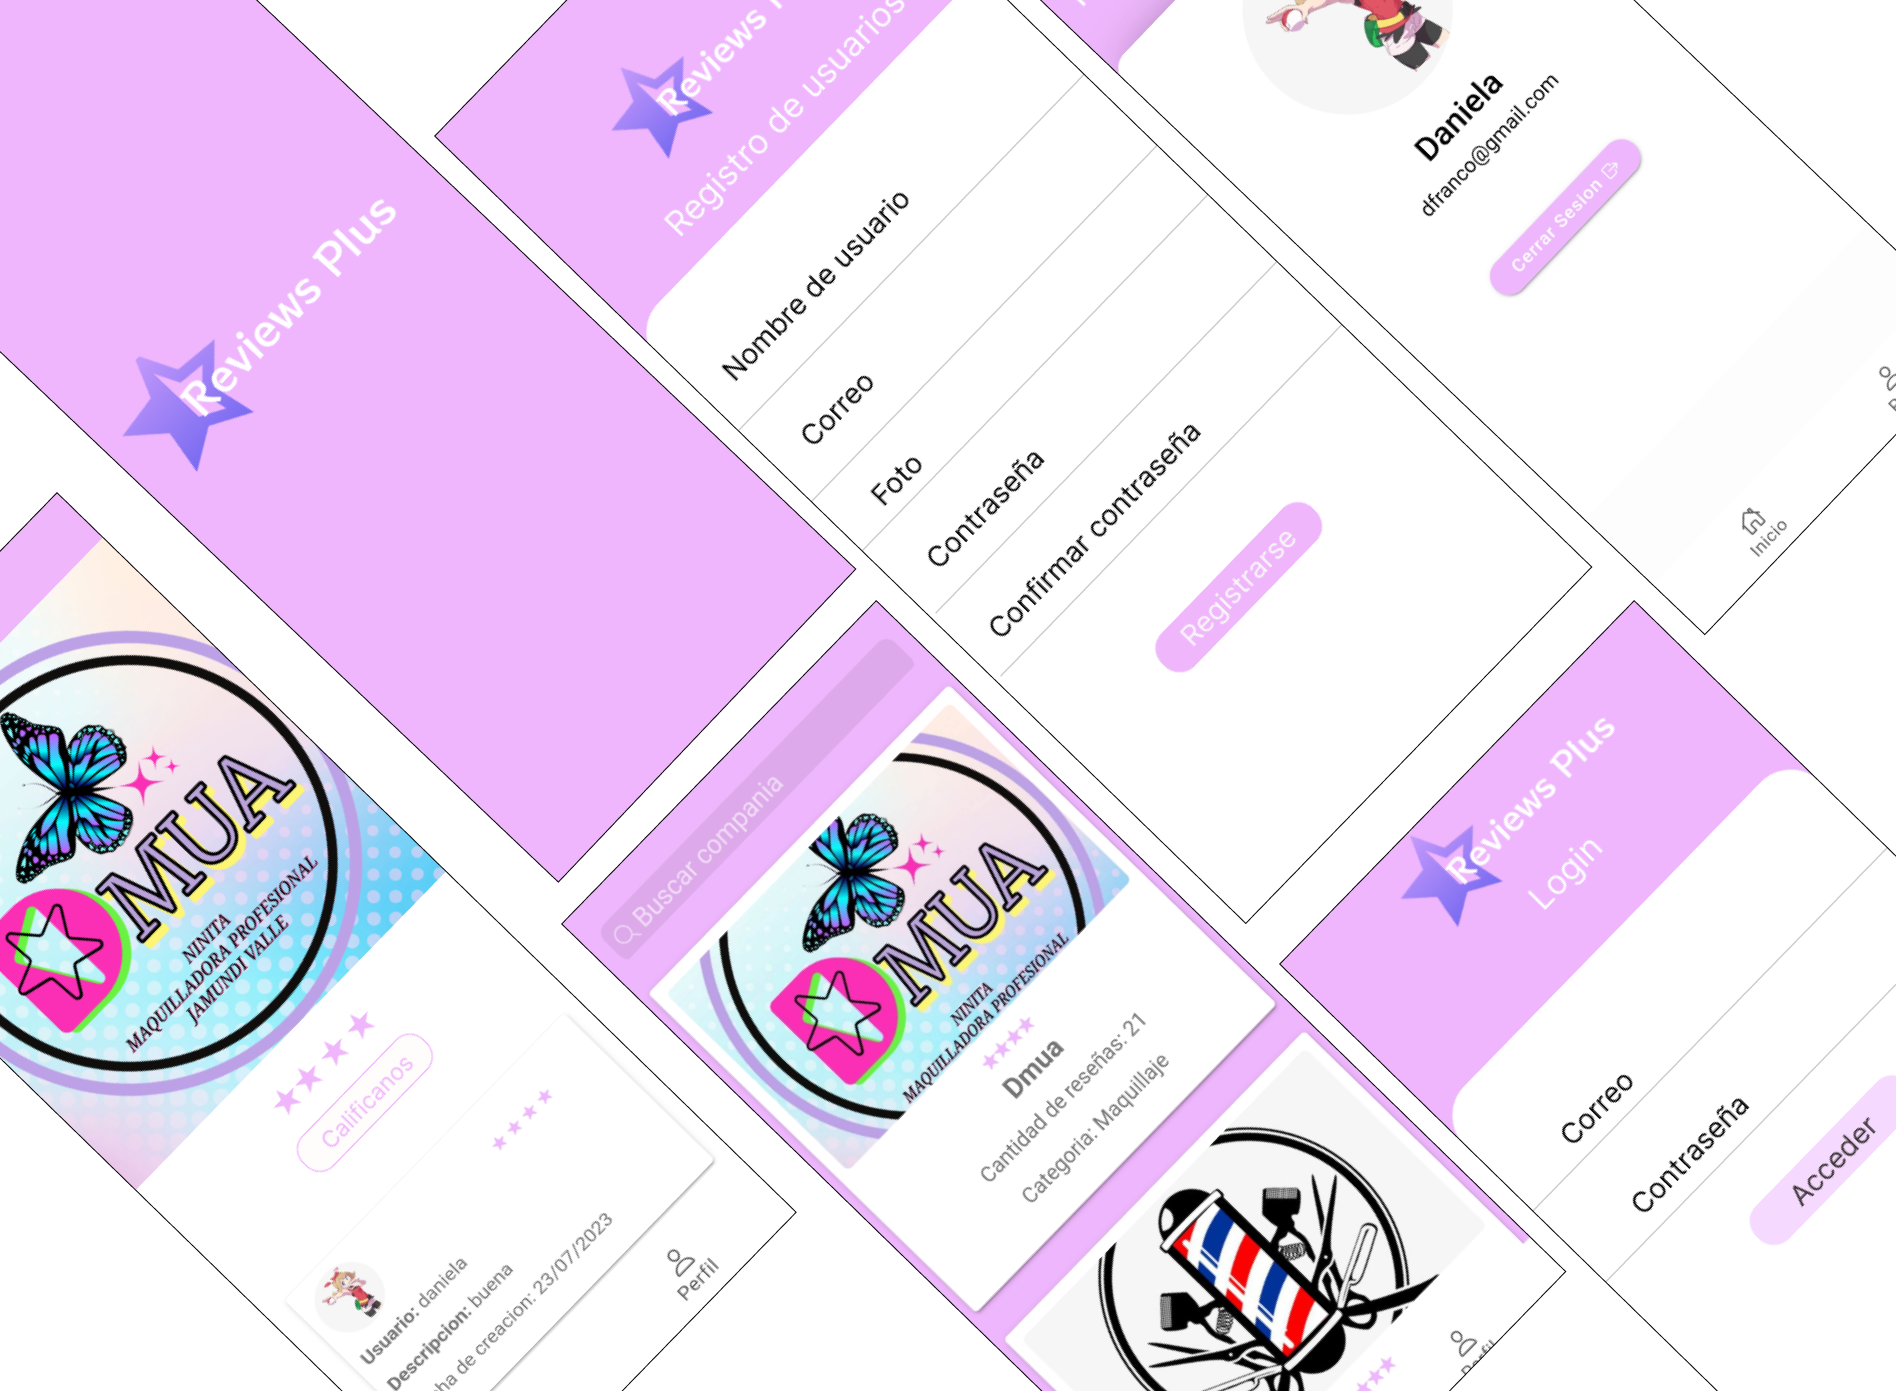 Reviews Plus
Reviews
Registro de usuarios
Nombre de usuario
Correo
Foto
Contraseña
Confirmar contraseña
Registrarse
Daniela
dfranco@gmail.com
Cerrar Sesion
Inicio
MUA
NINITA
MAQUILLADORA PROFESIONAL
JAMUNDI VALLE
Calificanos
Usuario: daniela
Descripcion: buena
de creacion: 23/07/2023
Perfil
Buscar compania
MUA
NINITA
MAQUILLADORA PROFESIONAL
Dmua
Cantidad de reseñas: 21
Categoria: Maquillaje
Perfil
Reviews Plus
Login
Correo
Contraseña
Acceder